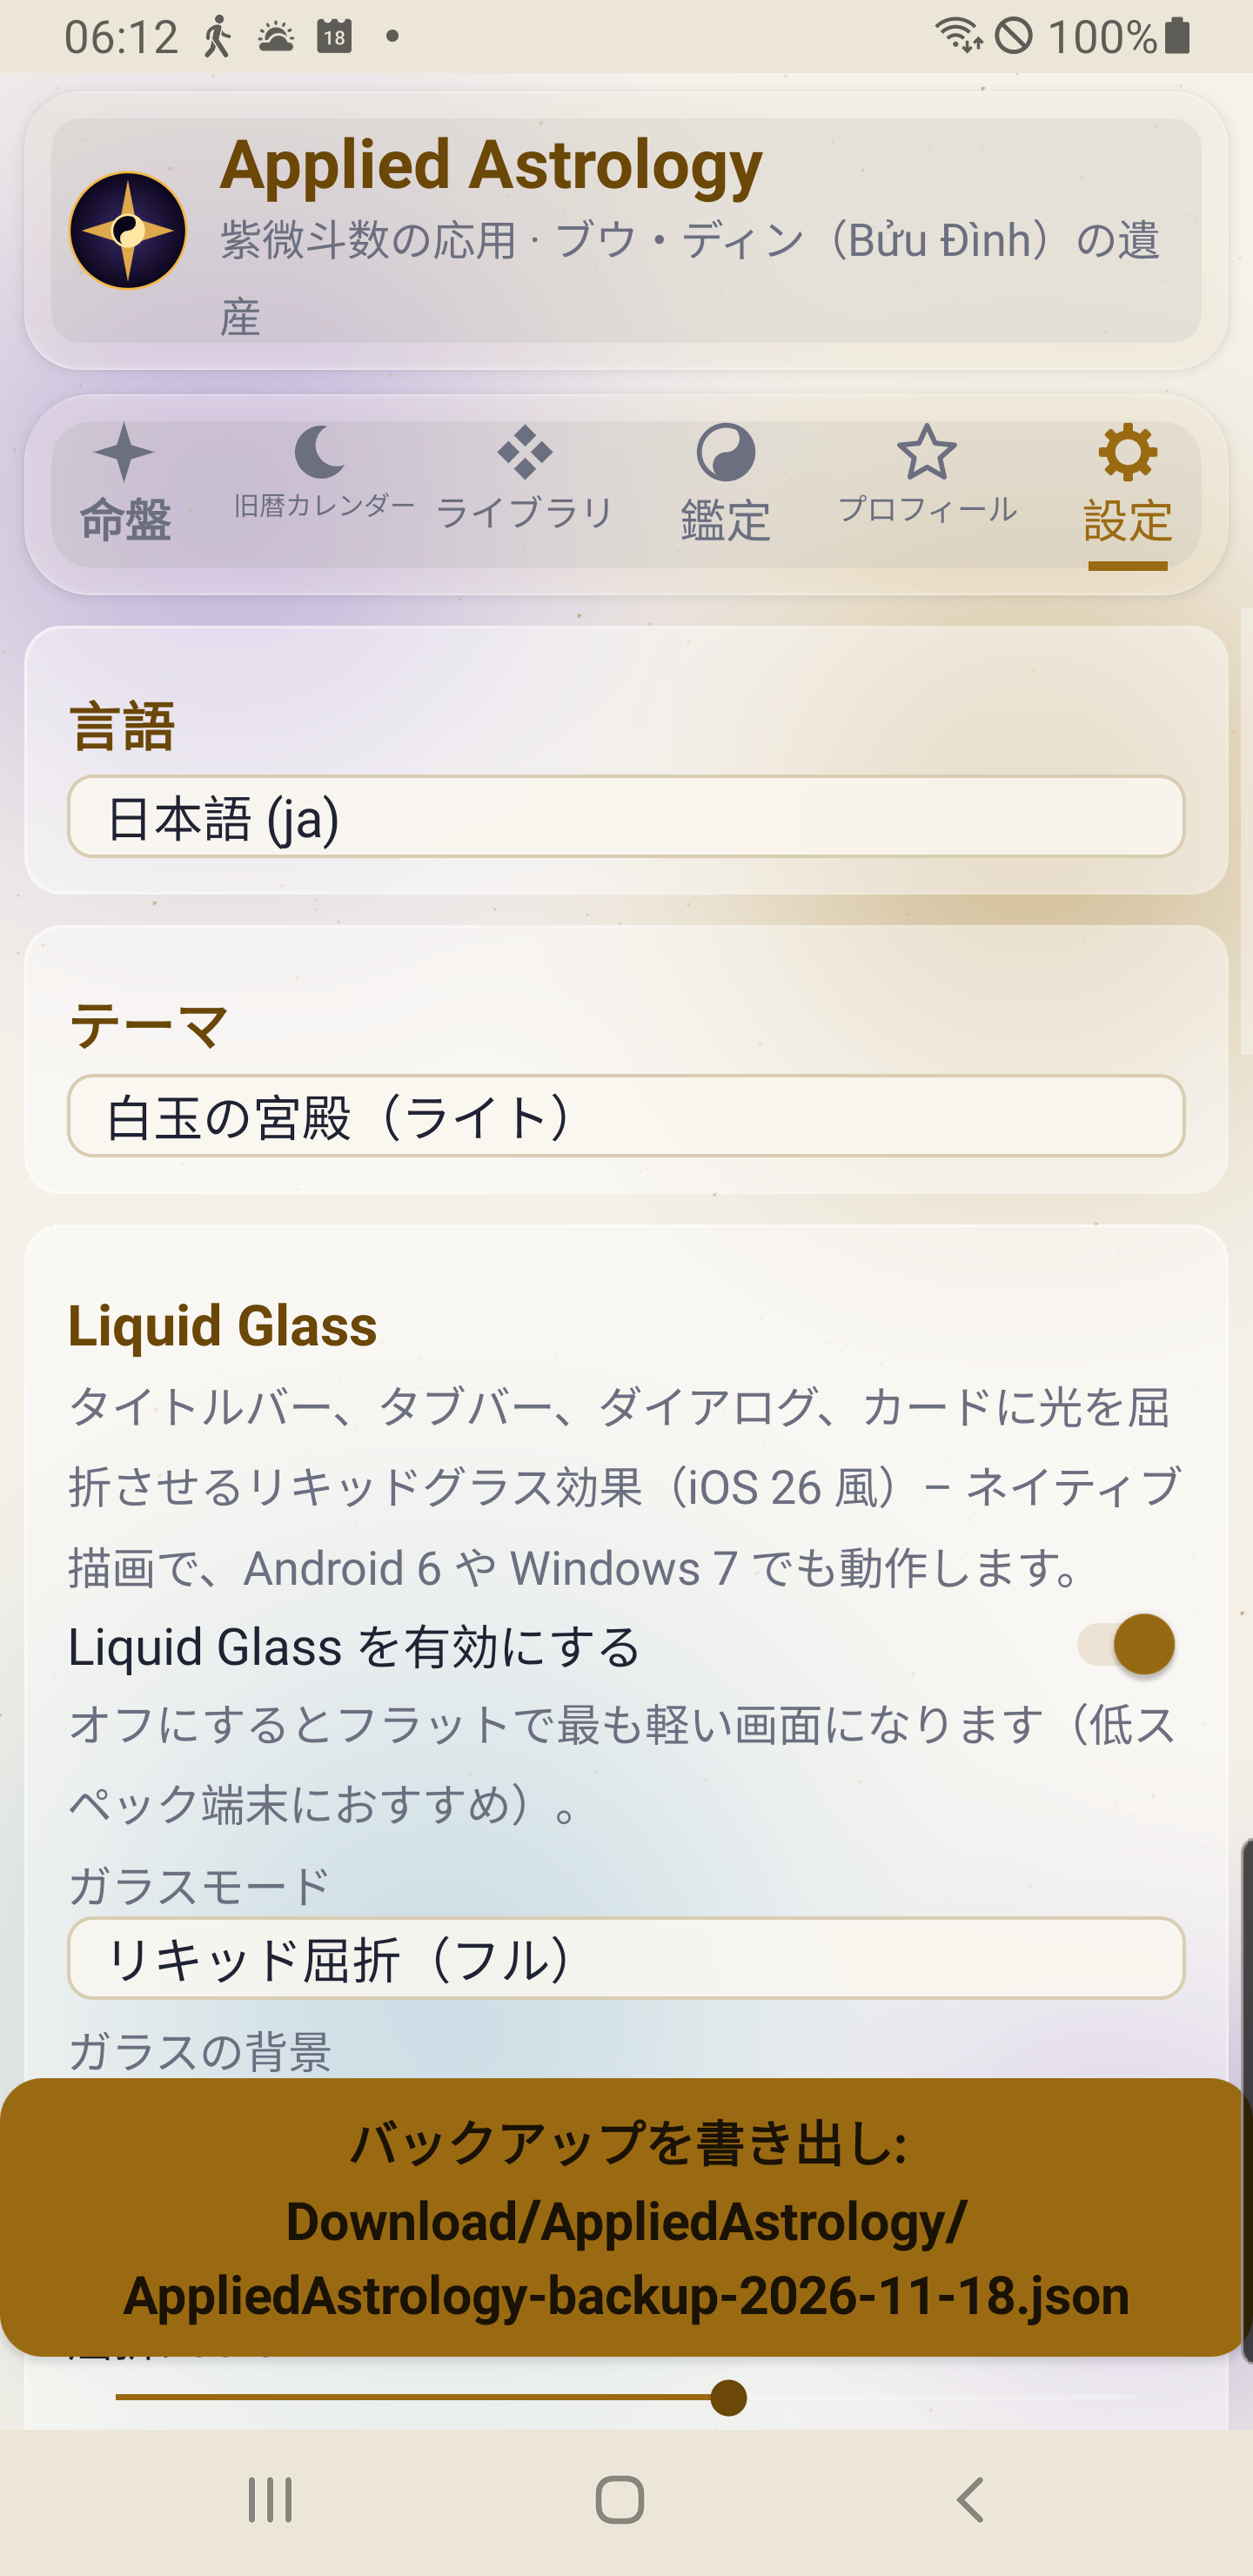 06:12
18
100%
Applied Astrology
紫微斗数の応用 · ブウ・ディン（Bửu Đình）の遺
産
命盤
旧暦カレンダー
ライブラリ
鑑定
プロフィール
設定
言語
日本語 (ja)
テーマ
白玉の宮殿（ライト）
Liquid Glass
タイトルバー、タブバー、ダイアログ、カードに光を屈
折させるリキッドグラス効果（iOS 26 風）– ネイティブ
描画で、Android 6 や Windows 7 でも動作します。
Liquid Glass を有効にする
オフにするとフラットで最も軽い画面になります（低ス
ペック端末におすすめ）。
ガラスモード
リキッド屈折（フル）
ガラスの背景
バックアップを書き出し:
Download/AppliedAstrology/
AppliedAstrology-backup-2026-11-18.json